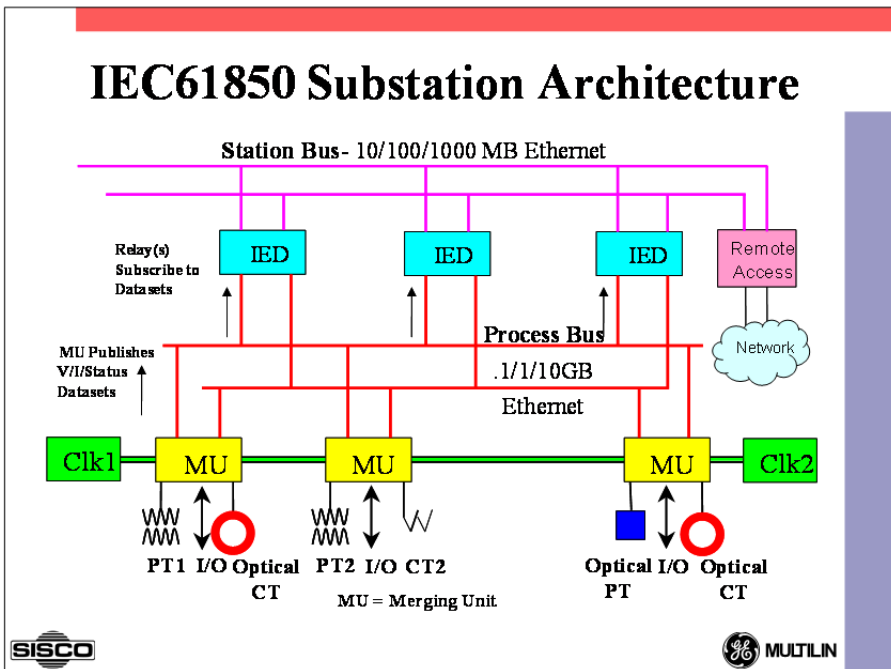 IEC61850 Substation Architecture
Station Bus- 10/100/1000 MB Ethernet
Relay(s)
Subscribe to
Datasets
IED
IED
IED
Remote
Access
Process Bus
Network
MU Publishes
V/I/Status
Datasets
.1/1/10GB
Ethernet
Clk1
MU
MU
MU
Clk2
PT1
I/O
Optical
CT
PT2
I/O
CT2
Optical
PT
I/O
Optical
CT
MU = Merging Unit
SISCO
GE
MULTILIN